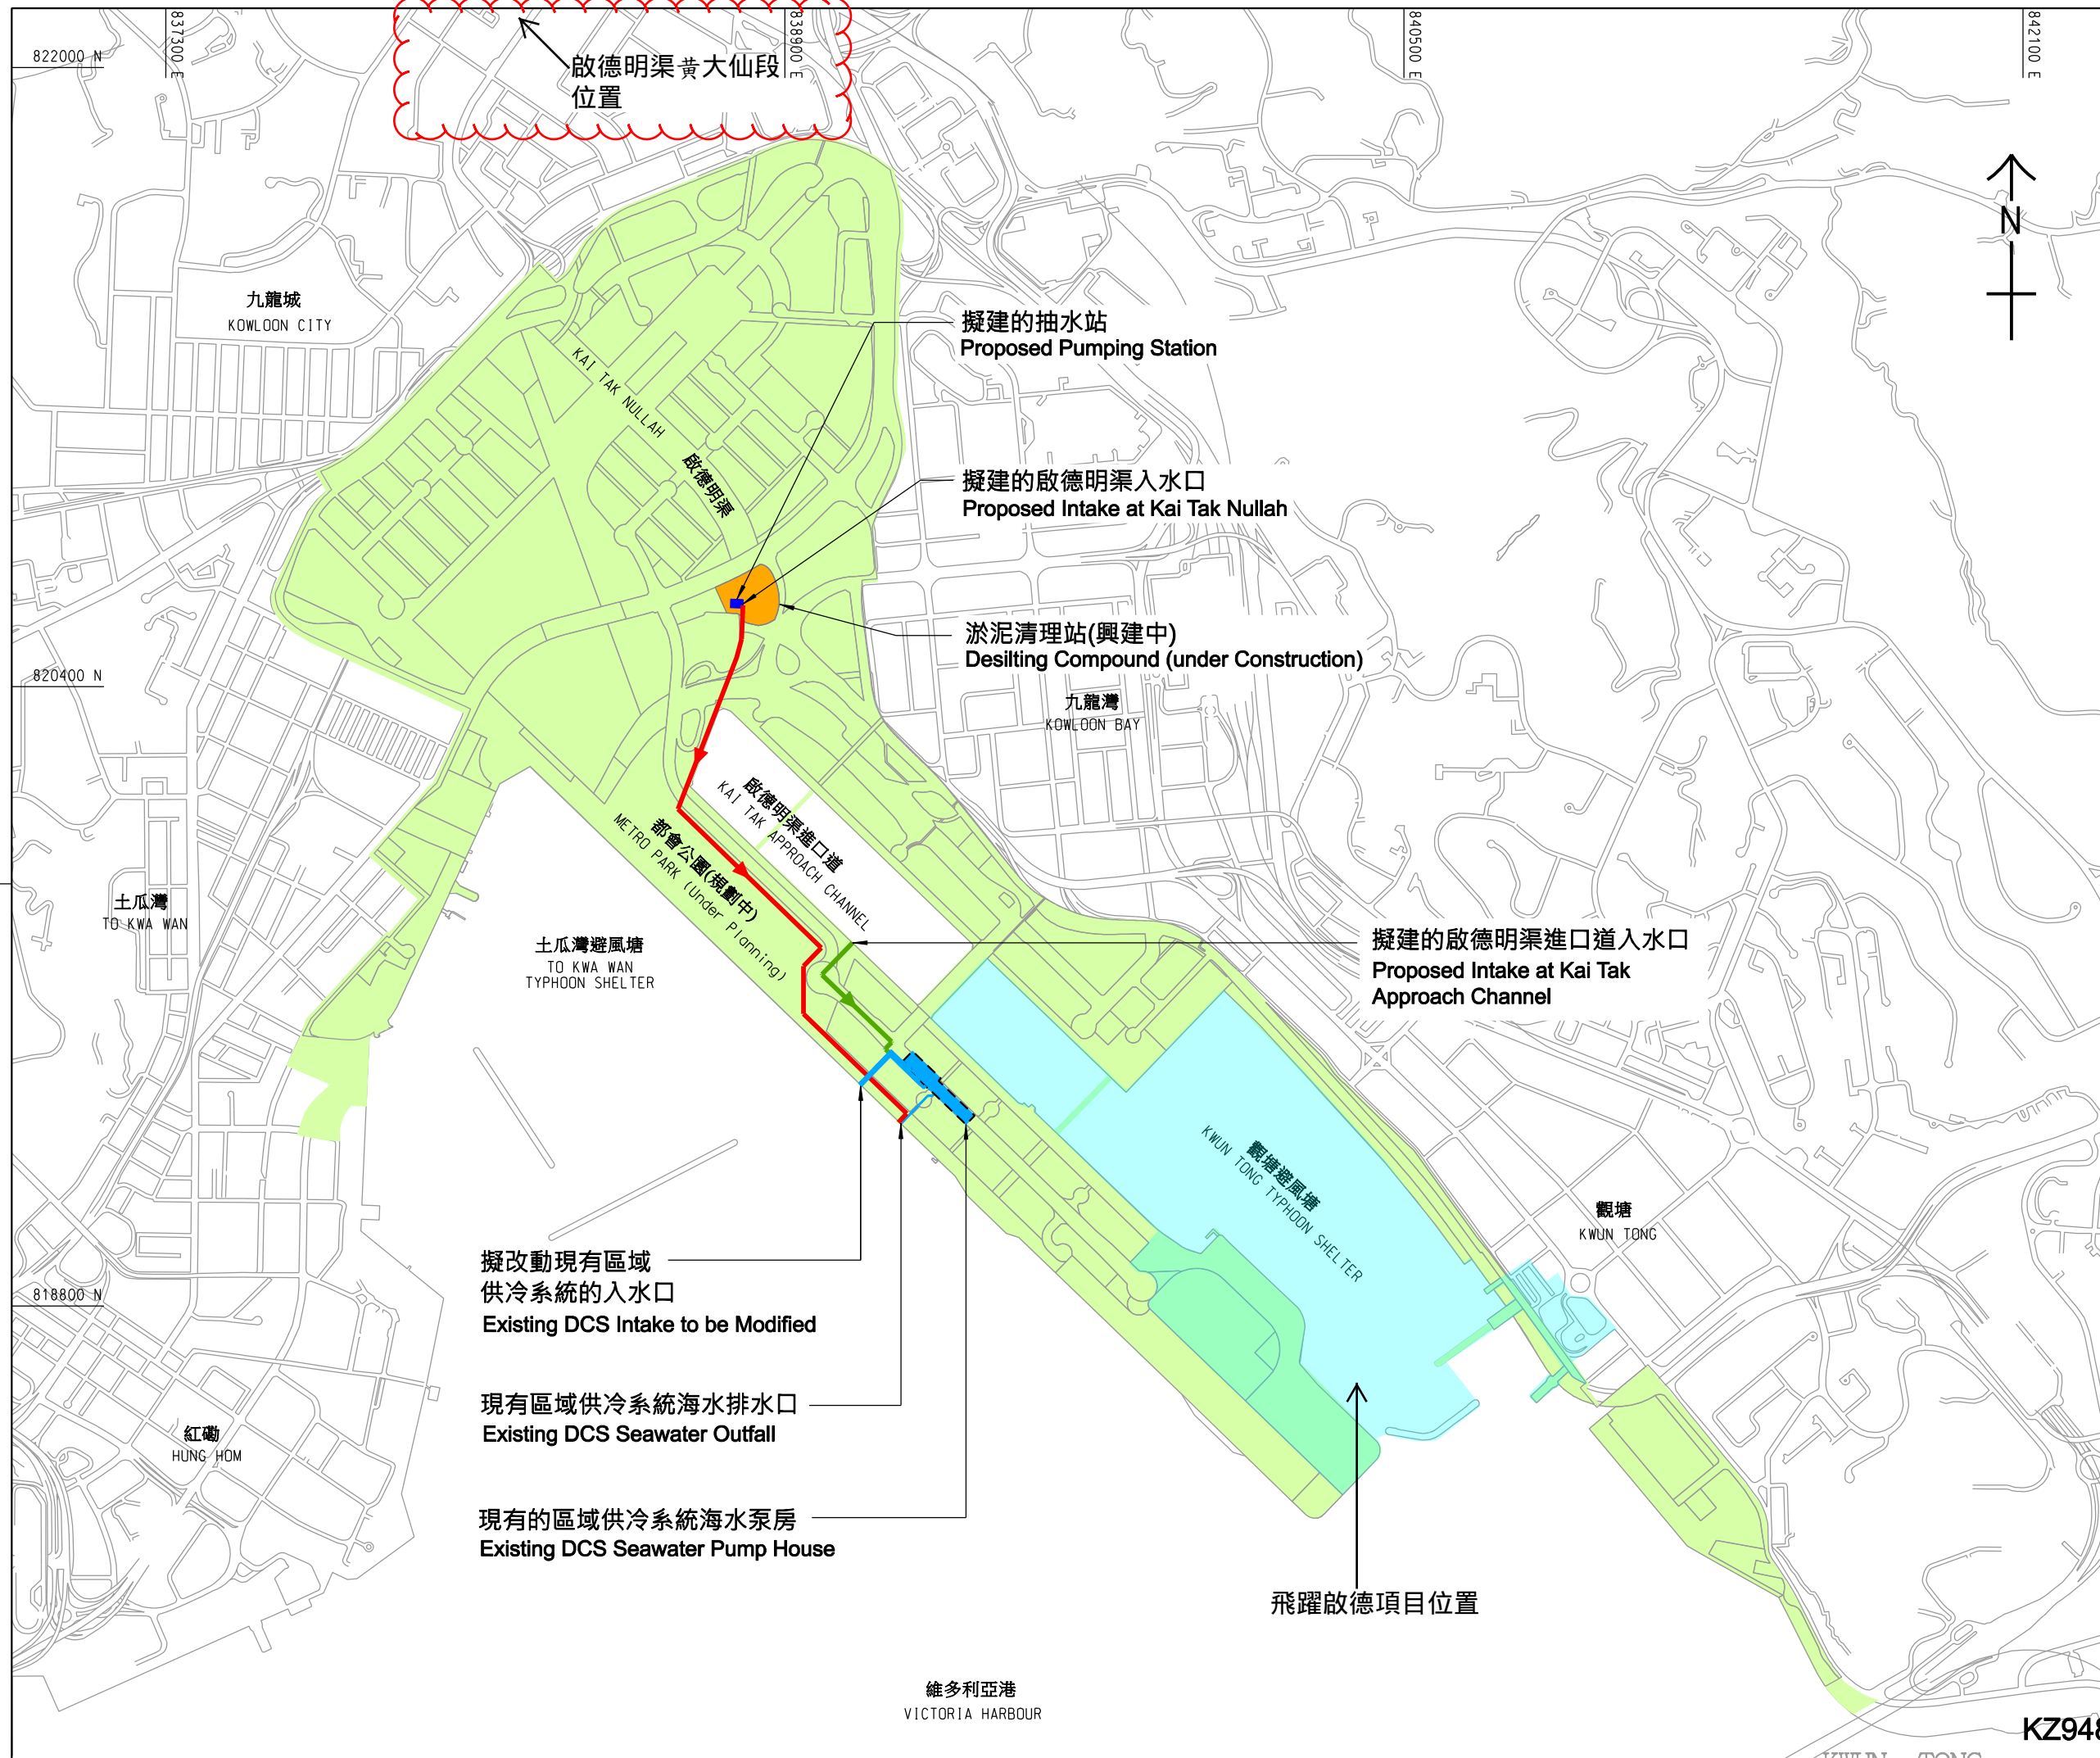 837300 E
838900 E
840500 E
842100 E
822000 N
啟德明渠黃大仙段
位置
N
九龍城
KOWLOON CITY
擬建的抽水站
Proposed Pumping Station
KAI TAK NULLAH
啟德明渠
擬建的啟德明渠入水口
Proposed Intake at Kai Tak Nullah
淤泥清理站(興建中)
Desilting Compound (under Construction)
820400 N
九龍灣
KOWLOON BAY
啟德明渠進口道
KAI TAK APPROACH CHANNEL
都會公園(規劃中)
METRO PARK (Under Planning)
土瓜灣
TO KWA WAN
土瓜灣避風塘
TO KWA WAN
TYPHOON SHELTER
擬建的啟德明渠進口道入水口
Proposed Intake at Kai Tak
Approach Channel
觀塘避風塘
KWUN TONG TYPHOON SHELTER
觀塘
KWUN TONG
擬改動現有區域
供冷系統的入水口
Existing DCS Intake to be Modified
818800 N
現有區域供冷系統海水排水口
Existing DCS Seawater Outfall
紅磡
HUNG HOM
現有的區域供冷系統海水泵房
Existing DCS Seawater Pump House
飛躍啟德項目位置
維多利亞港
VICTORIA HARBOUR
KZ948
KWUN TONG